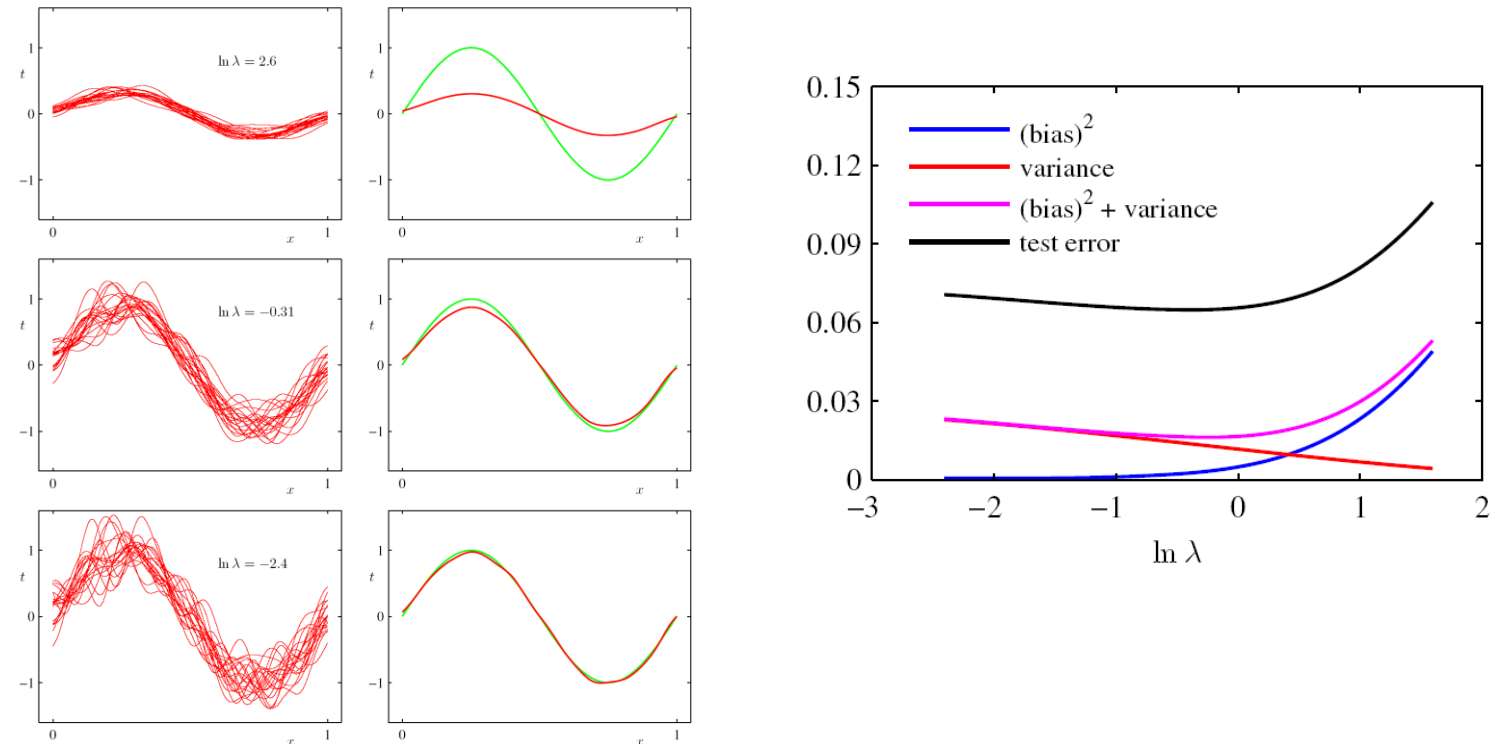 1
t
0
−1
ln λ = 2.6
0
x
1
1
t
0
−1
0
x
1
1
t
0
−1
ln λ = −0.31
0
x
1
1
t
0
−1
0
x
1
1
t
0
−1
ln λ = −2.4
0
x
1
1
t
0
−1
0
x
1
0.15
0.12
0.09
0.06
0.03
0
(bias)²
variance
(bias)² + variance
test error
−3 −2 −1 0 1 2
ln λ